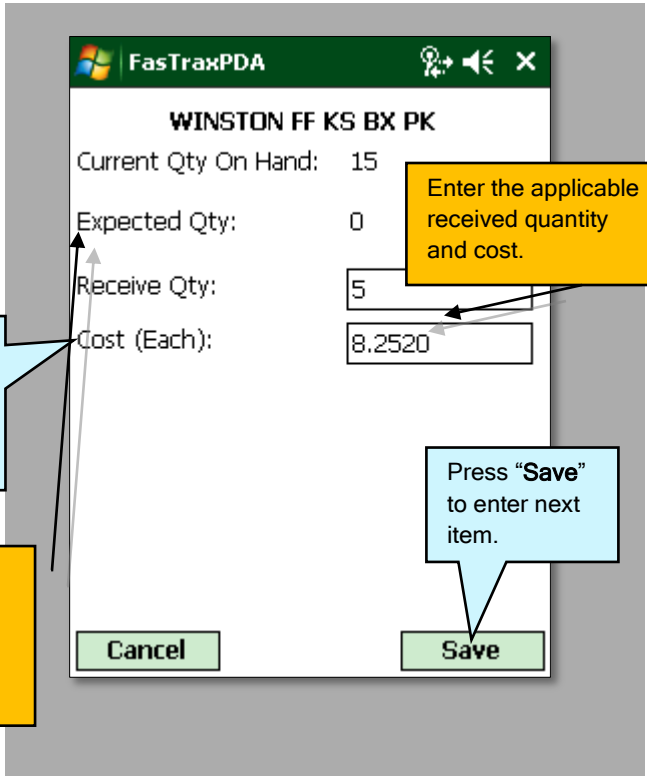 FasTraxPDA
WINSTON FF KS BX PK
Current Qty On Hand: 15
Expected Qty: 0
Enter the applicable
received quantity
and cost.
Receive Qty: 5
Cost (Each): 8.2520
Press “Save”
to enter next
item.
Cancel Save